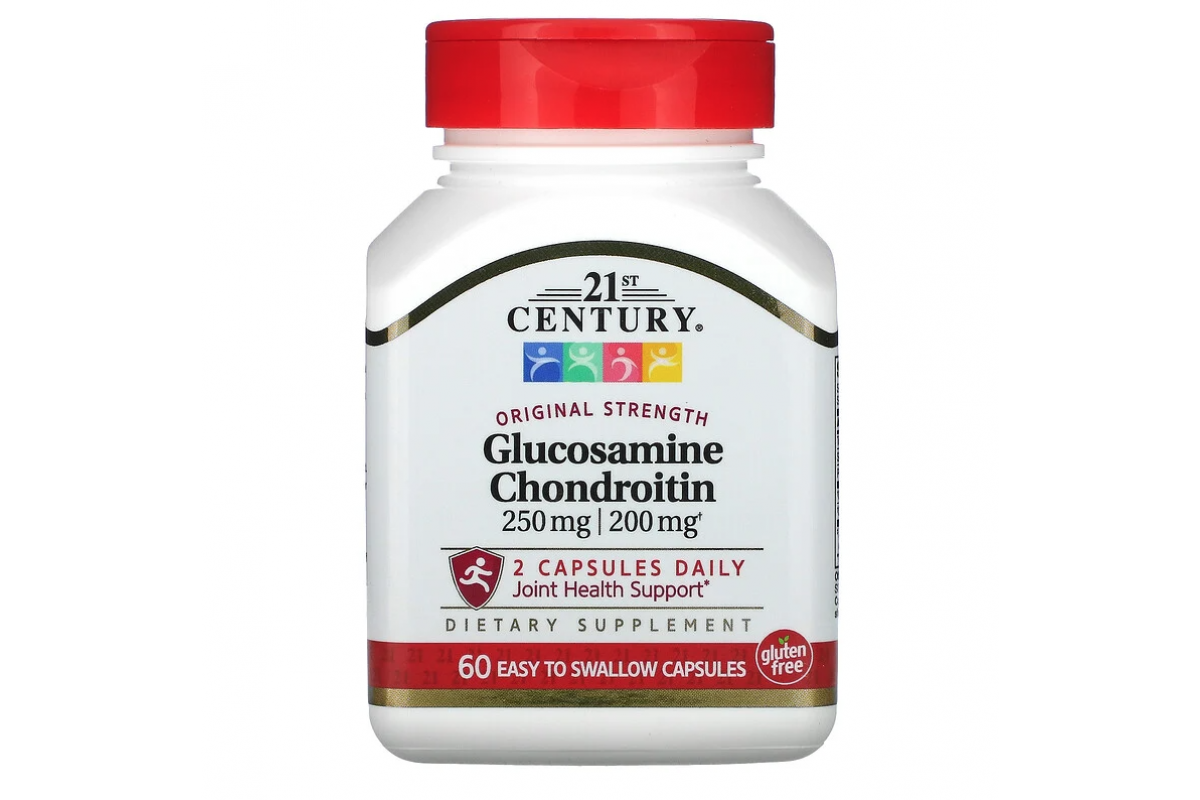 21ST
CENTURY®
ORIGINAL STRENGTH
Glucosamine
Chondroitin
250 mg | 200 mg†
2 CAPSULES DAILY
Joint Health Support*
DIETARY SUPPLEMENT
60 EASY TO SWALLOW CAPSULES
gluten
free